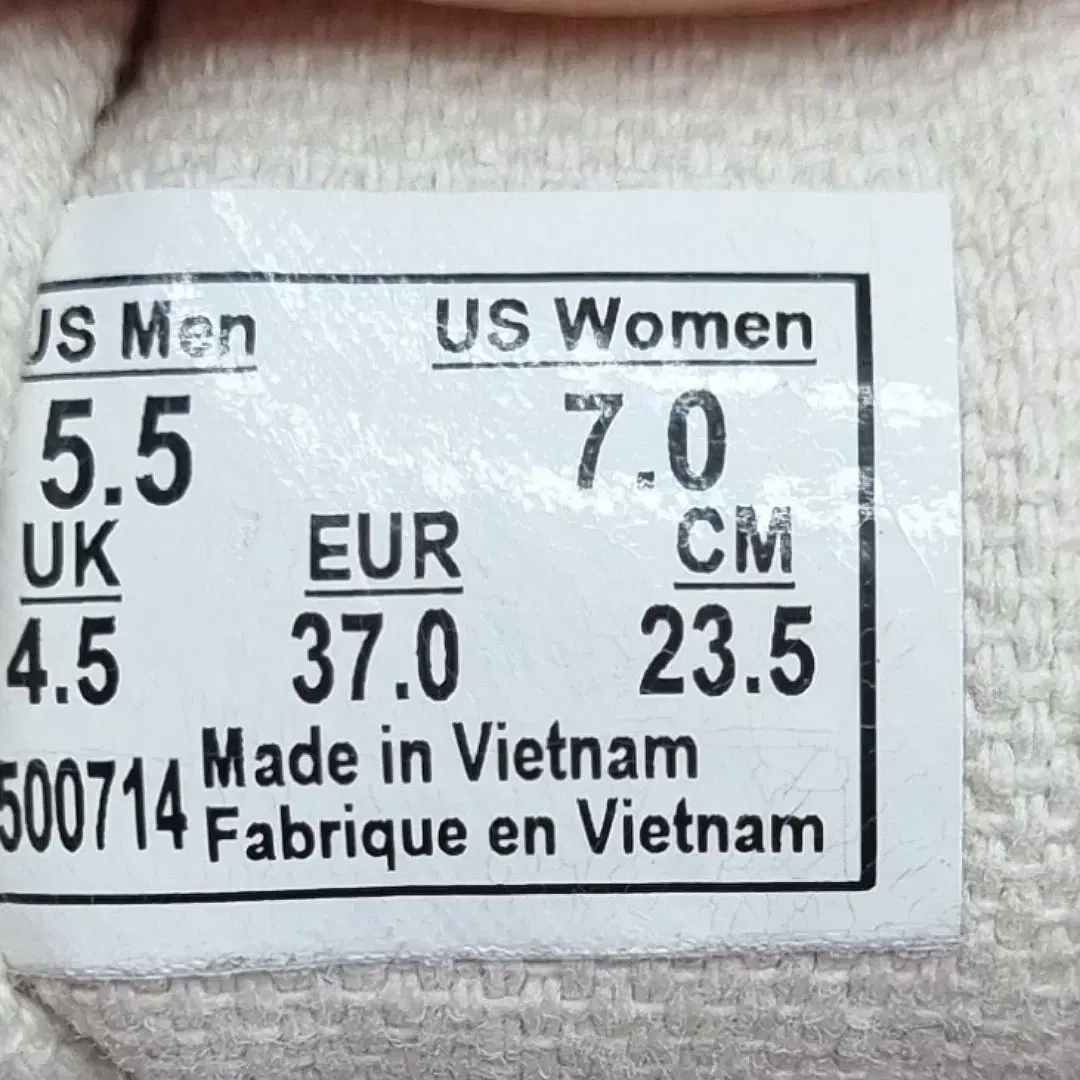 US Men US Women
5.5 7.0
UK EUR CM
4.5 37.0 23.5
500714 Made in Vietnam
Fabrique en Vietnam